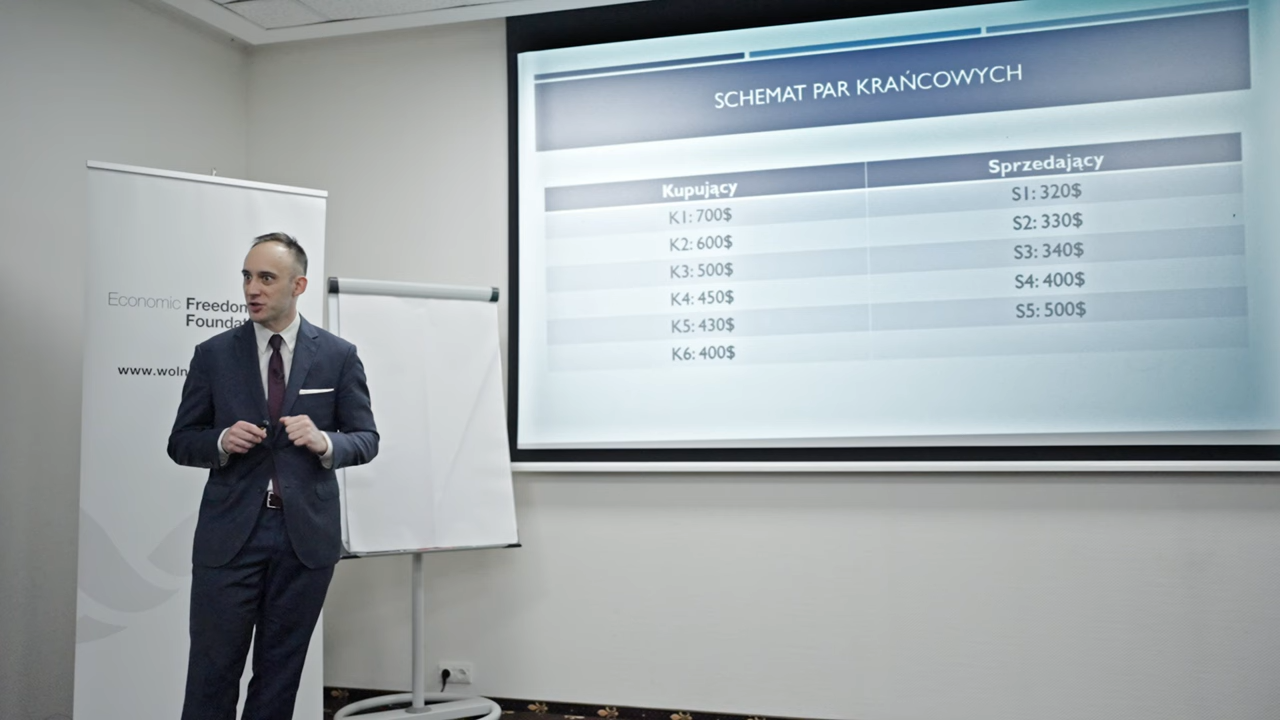 Economic Freedom
Foundat
www.woln
SCHEMAT PAR KRAŃCOWYCH
Kupujący Sprzedający
K1: 700$ S1: 320$
K2: 600$ S2: 330$
K3: 500$ S3: 340$
K4: 450$ S4: 400$
K5: 430$ S5: 500$
K6: 400$